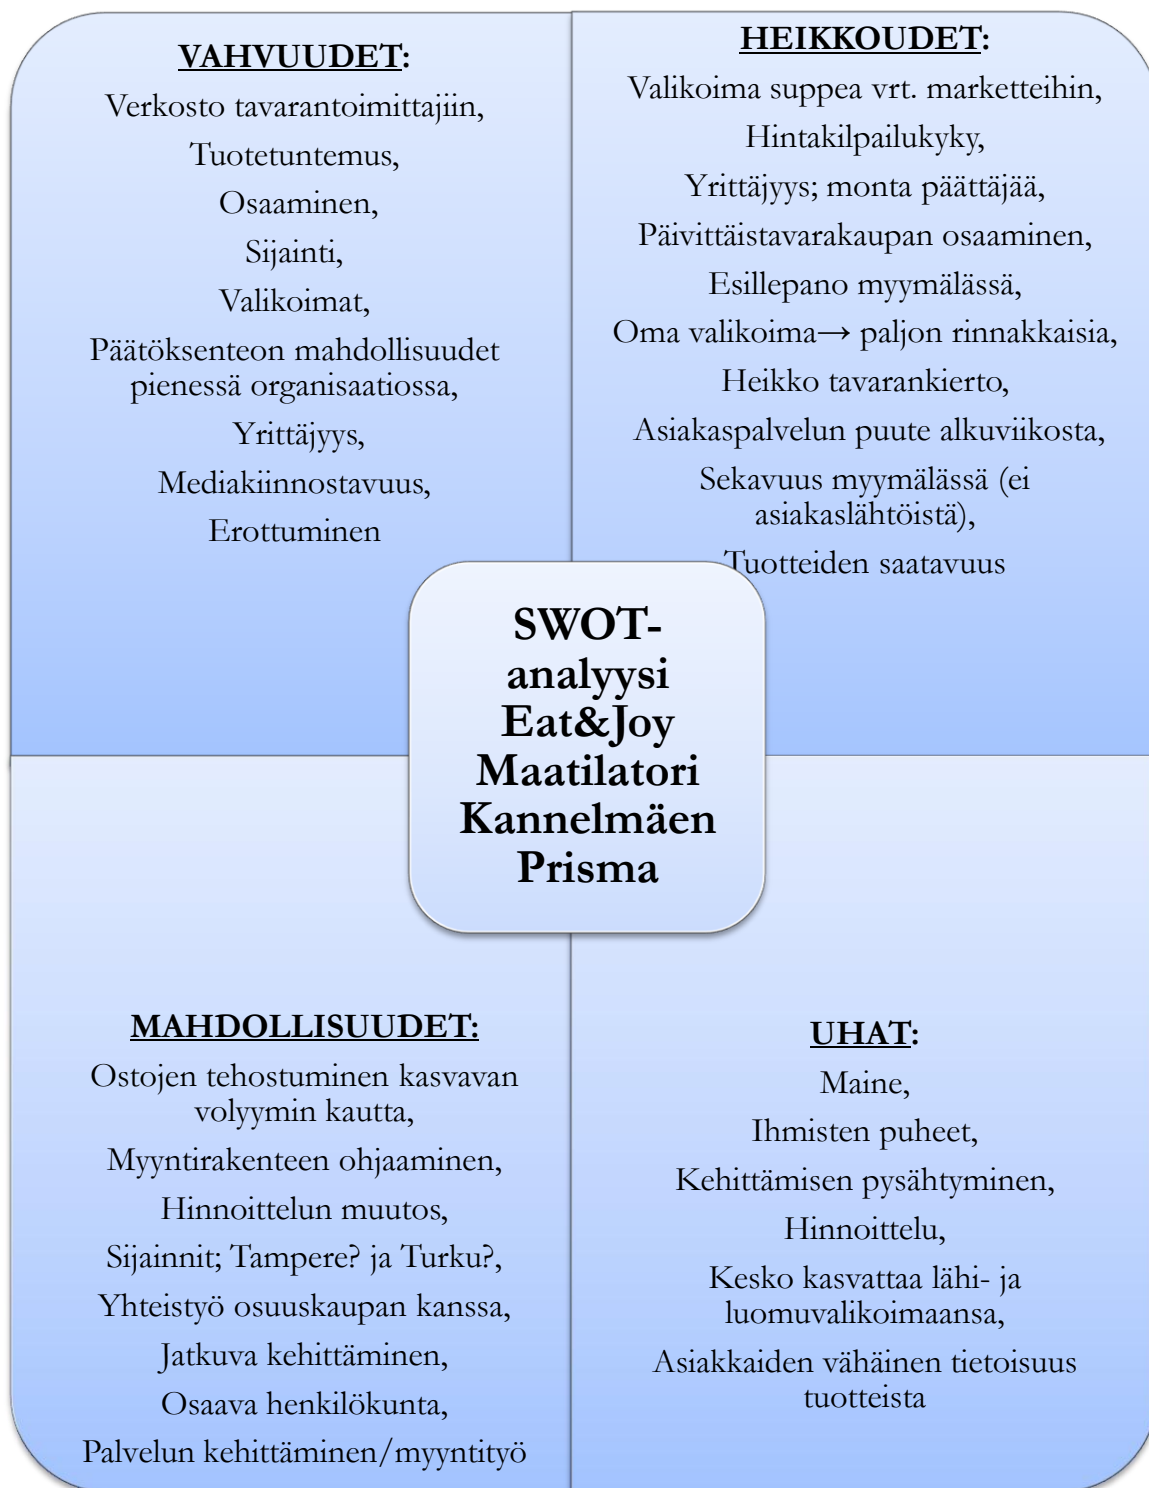 VAHVUUDET:
Verkosto tavarantoimittajiin,
Tuotetuntemus,
Osaaminen,
Sijainti,
Valikoimat,
Päätöksenteon mahdollisuudet
pienessä organisaatiossa,
Yrittäjyys,
Mediakiinnostavuus,
Erottuminen
HEIKKOUDET:
Valikoima suppea vrt. marketteihin,
Hintakilpailukyky,
Yrittäjyys; monta päättäjää,
Päivittäistavarakaupan osaaminen,
Esillepano myymälässä,
Oma valikoima→ paljon rinnakkaisia,
Heikko tavarankierto,
Asiakaspalvelun puute alkuviikosta,
Sekavuus myymälässä (ei
asiakaslähtöistä),
Tuotteiden saatavuus
SWOT-
analyysi
Eat&Joy
Maatilatori
Kannelmäen
Prisma
MAHDOLLISUUDET:
Ostojen tehostuminen kasvavan
volyymin kautta,
Myyntirakenteen ohjaaminen,
Hinnoittelun muutos,
Sijainnit; Tampere? ja Turku?,
Yhteistyö osuuskaupan kanssa,
Jatkuva kehittäminen,
Osaava henkilökunta,
Palvelun kehittäminen/myyntityö
UHAT:
Maine,
Ihmisten puheet,
Kehittämisen pysähtyminen,
Hinnoittelu,
Kesko kasvattaa lähi- ja
luomuvalikoimaansa,
Asiakkaiden vähäinen tietoisuus
tuotteista